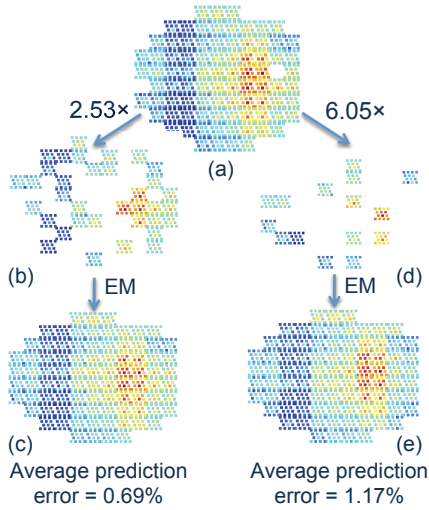 2.53×
6.05×
(a)
(b)
(d)
EM
EM
(c)
(e)
Average prediction
error = 0.69%
Average prediction
error = 1.17%